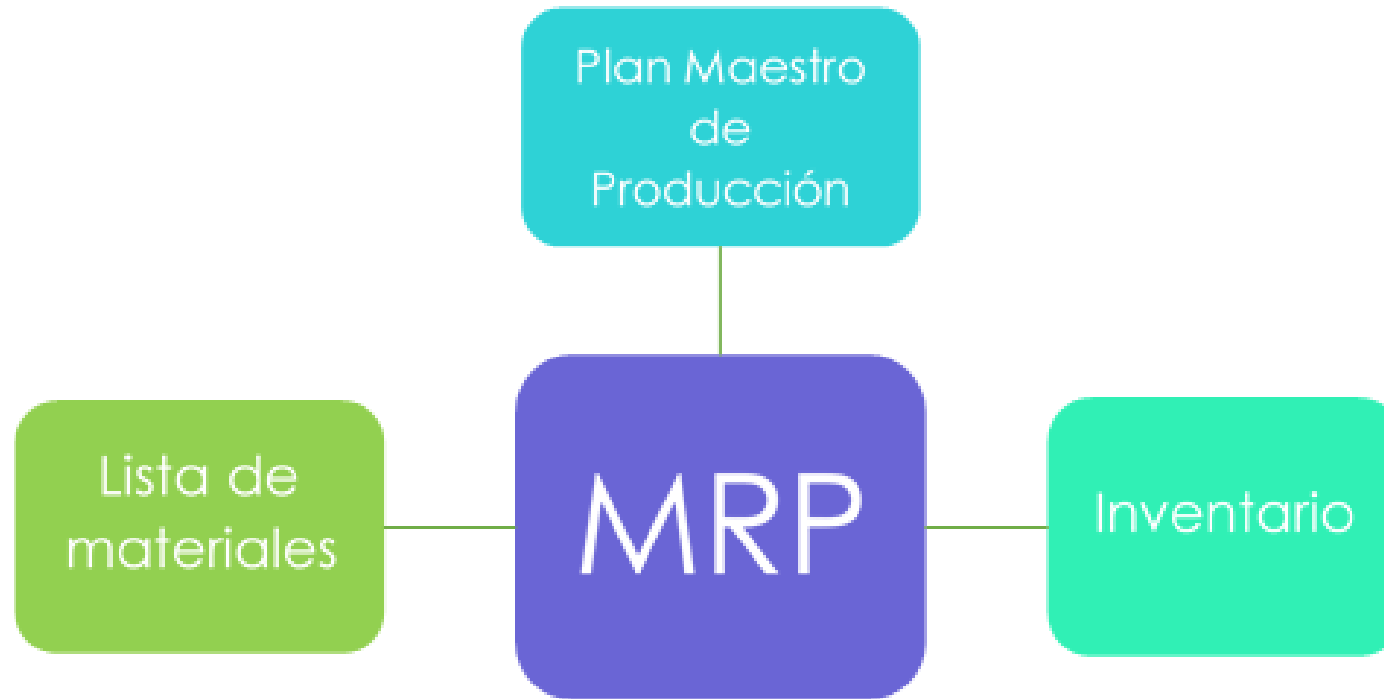 Plan Maestro
de
Producción
Lista de
materiales
MRP
Inventario